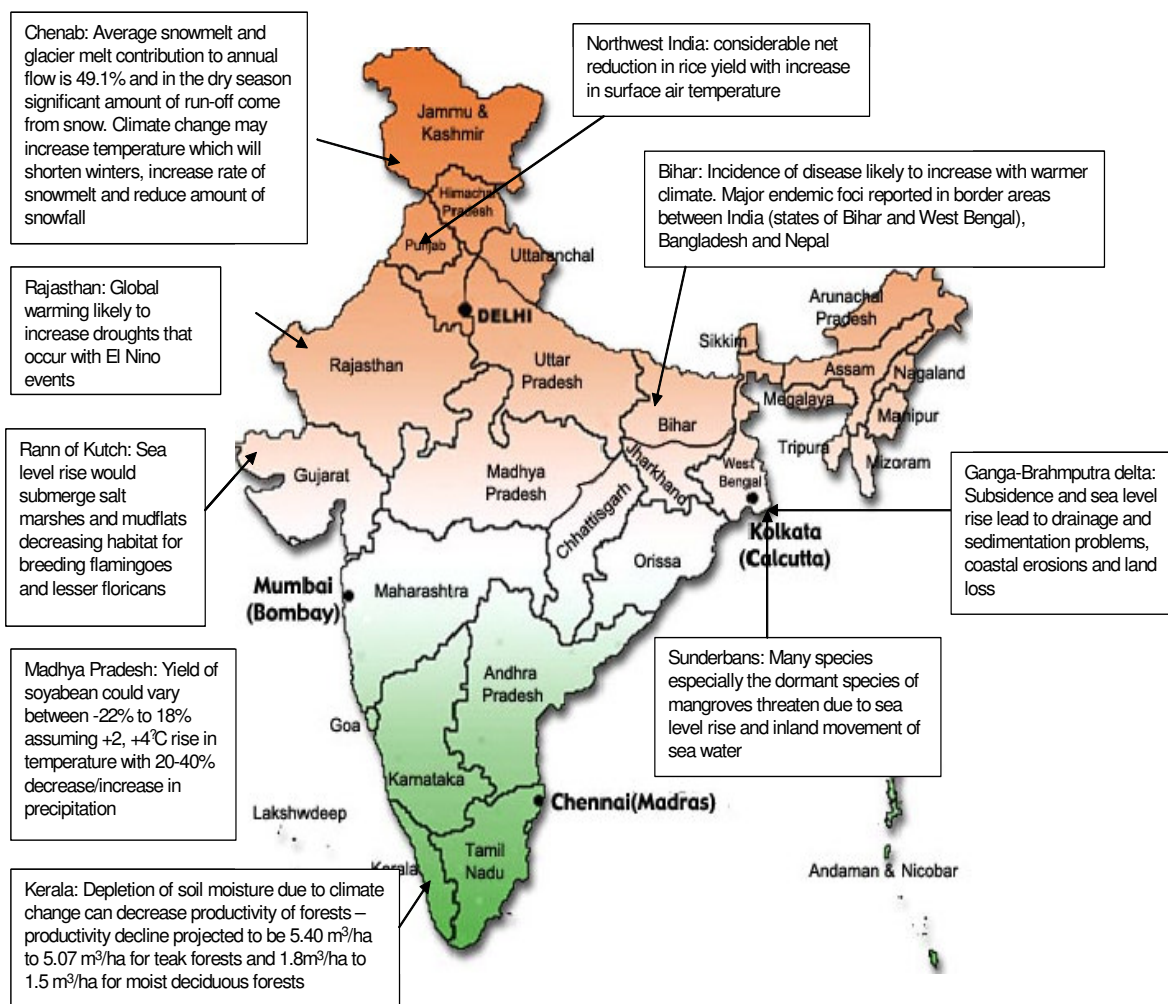 Chenab: Average snowmelt and
glacier melt contribution to annual
flow is 49.1% and in the dry season
significant amount of run-off come
from snow. Climate change may
increase temperature which will
shorten winters, increase rate of
snowmelt and reduce amount of
snowfall
Northwest India: considerable net
reduction in rice yield with increase
in surface air temperature
Bihar: Incidence of disease likely to increase with warmer
climate. Major endemic foci reported in border areas
between India (states of Bihar and West Bengal),
Bangladesh and Nepal
Rajasthan: Global
warming likely to
increase droughts that
occur with El Nino
events
Rann of Kutch: Sea
level rise would
submerge salt
marshes and mudflats
decreasing habitat for
breeding flamingoes
and lesser floricans
Madhya Pradesh: Yield of
soyabean could vary
between -22% to 18%
assuming +2, +4?C rise in
temperature with 20-40%
decrease/increase in
precipitation
Kerala: Depletion of soil moisture due to climate
change can decrease productivity of forests –
productivity decline projected to be 5.40 m³/ha
to 5.07 m³/ha for teak forests and 1.8m³/ha to
1.5 m³/ha for moist deciduous forests
Ganga-Brahmputra delta:
Subsidence and sea level
rise lead to drainage and
sedimentation problems,
coastal erosions and land
loss
Sunderbans: Many species
especially the dormant species of
mangroves threaten due to sea
level rise and inland movement of
sea water
Jammu &
Kashmir
Himachal
Pradesh
Punjab
Uttaranchal
DELHI
Rajasthan
Uttar
Pradesh
Bihar
Sikkim
Arunachal
Pradesh
Assam
Nagaland
Megalaya
Manipur
Tripura
Mizoram
Gujarat
Madhya
Pradesh
Jharkhand
West
Bengal
Chhattisgarh
Kolkata
(Calcutta)
Orissa
Mumbai
(Bombay)
Maharashtra
Andhra
Pradesh
Goa
Karnataka
Chennai(Madras)
Lakshwdeep
Kerala
Tamil
Nadu
Andaman & Nicobar